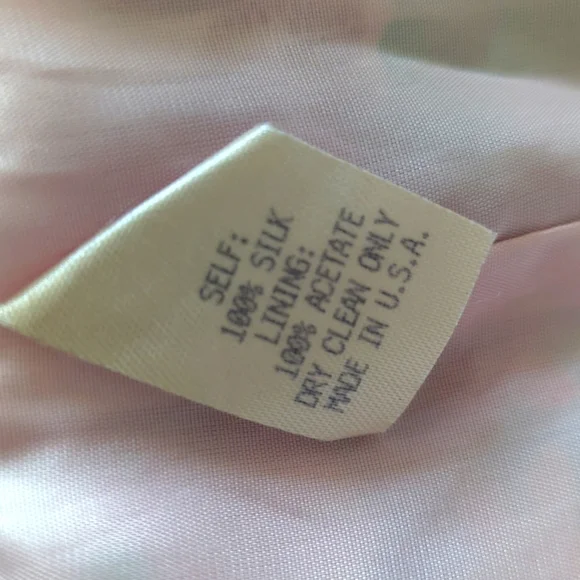 SELF:
100% SILK
LINING:
100% ACETATE
DRY CLEAN ONLY
MADE IN U.S.A.